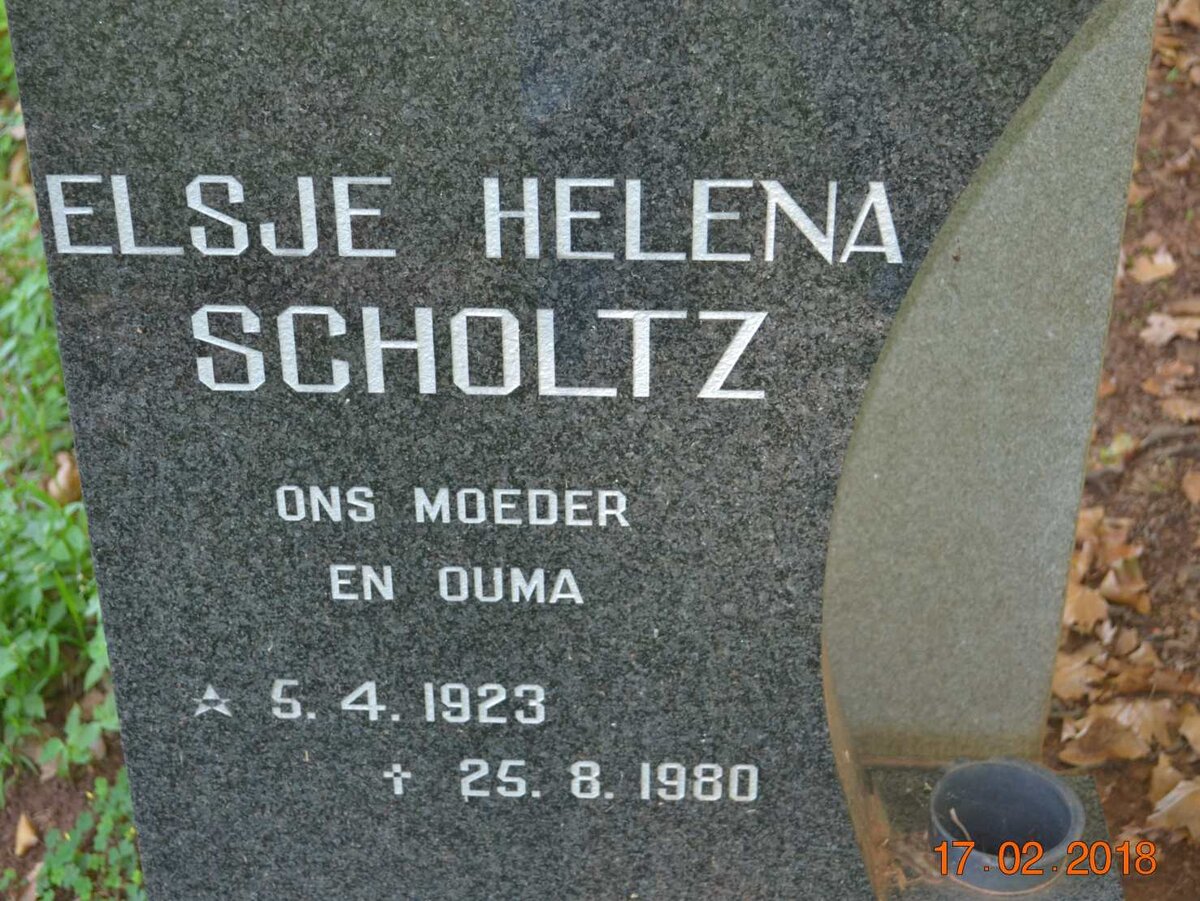 ELSJE HELENA
SCHOLTZ
ONS MOEDER
EN OUMA
☆ 5. 4. 1923
✝ 25. 8. 1980
17.02.2018